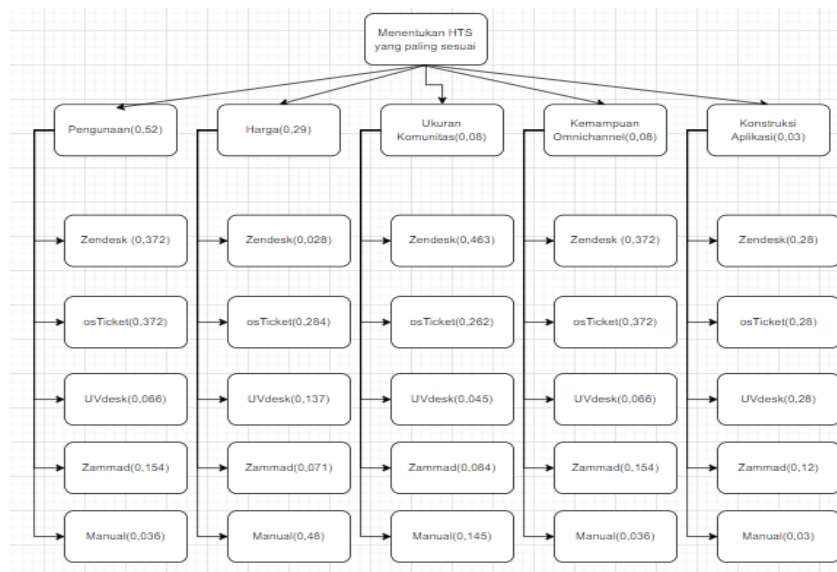 Menentukan HTS
yang paling sesuai
Pengunaan(0,52)
Harga(0,29)
Ukuran
Komunitas(0,08)
Kemampuan
Omnichannel(0,08)
Konstruksi
Aplikasi(0,03)
Zendesk (0,372)
Zendesk(0,028)
Zendesk(0,463)
Zendesk (0,372)
Zendesk(0,28)
osTicket(0,372)
osTicket(0,284)
osTicket(0,262)
osTicket(0,372)
osTicket(0,28)
UVdesk(0,066)
UVdesk(0,137)
UVdesk(0,045)
UVdesk(0,066)
UVdesk(0,28)
Zammad(0,154)
Zammad(0,071)
Zammad(0,084)
Zammad(0,154)
Zammad(0,12)
Manual(0,036)
Manual(0,48)
Manual(0,145)
Manual(0,036)
Manual(0,03)